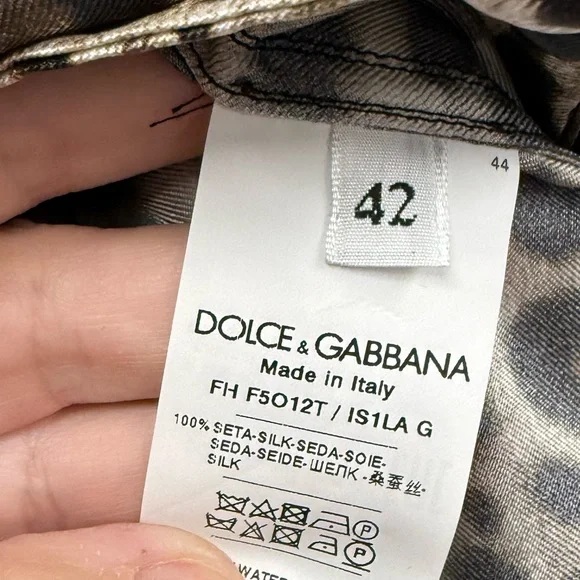 44
42
DOLCE & GABBANA
Made in Italy
FH F5O12T / IS1LA G
100% SETA-SILK-SEDA-SOIE-
SEDA-SEIDE-ШЕЛК-桑蚕丝-
SILK
P
P